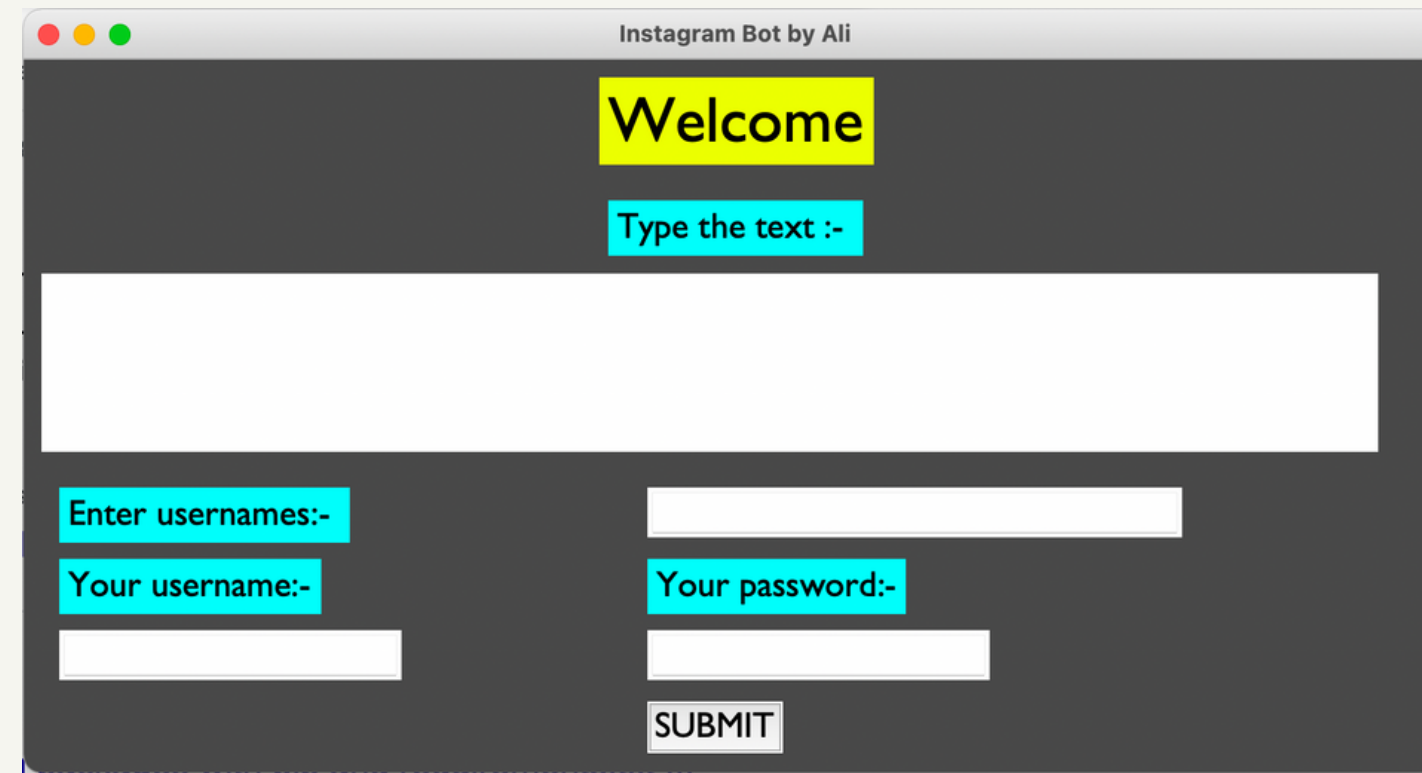 Instagram Bot by Ali
Welcome
Type the text :-
Enter usernames:-
Your username:-
Your password:-
SUBMIT